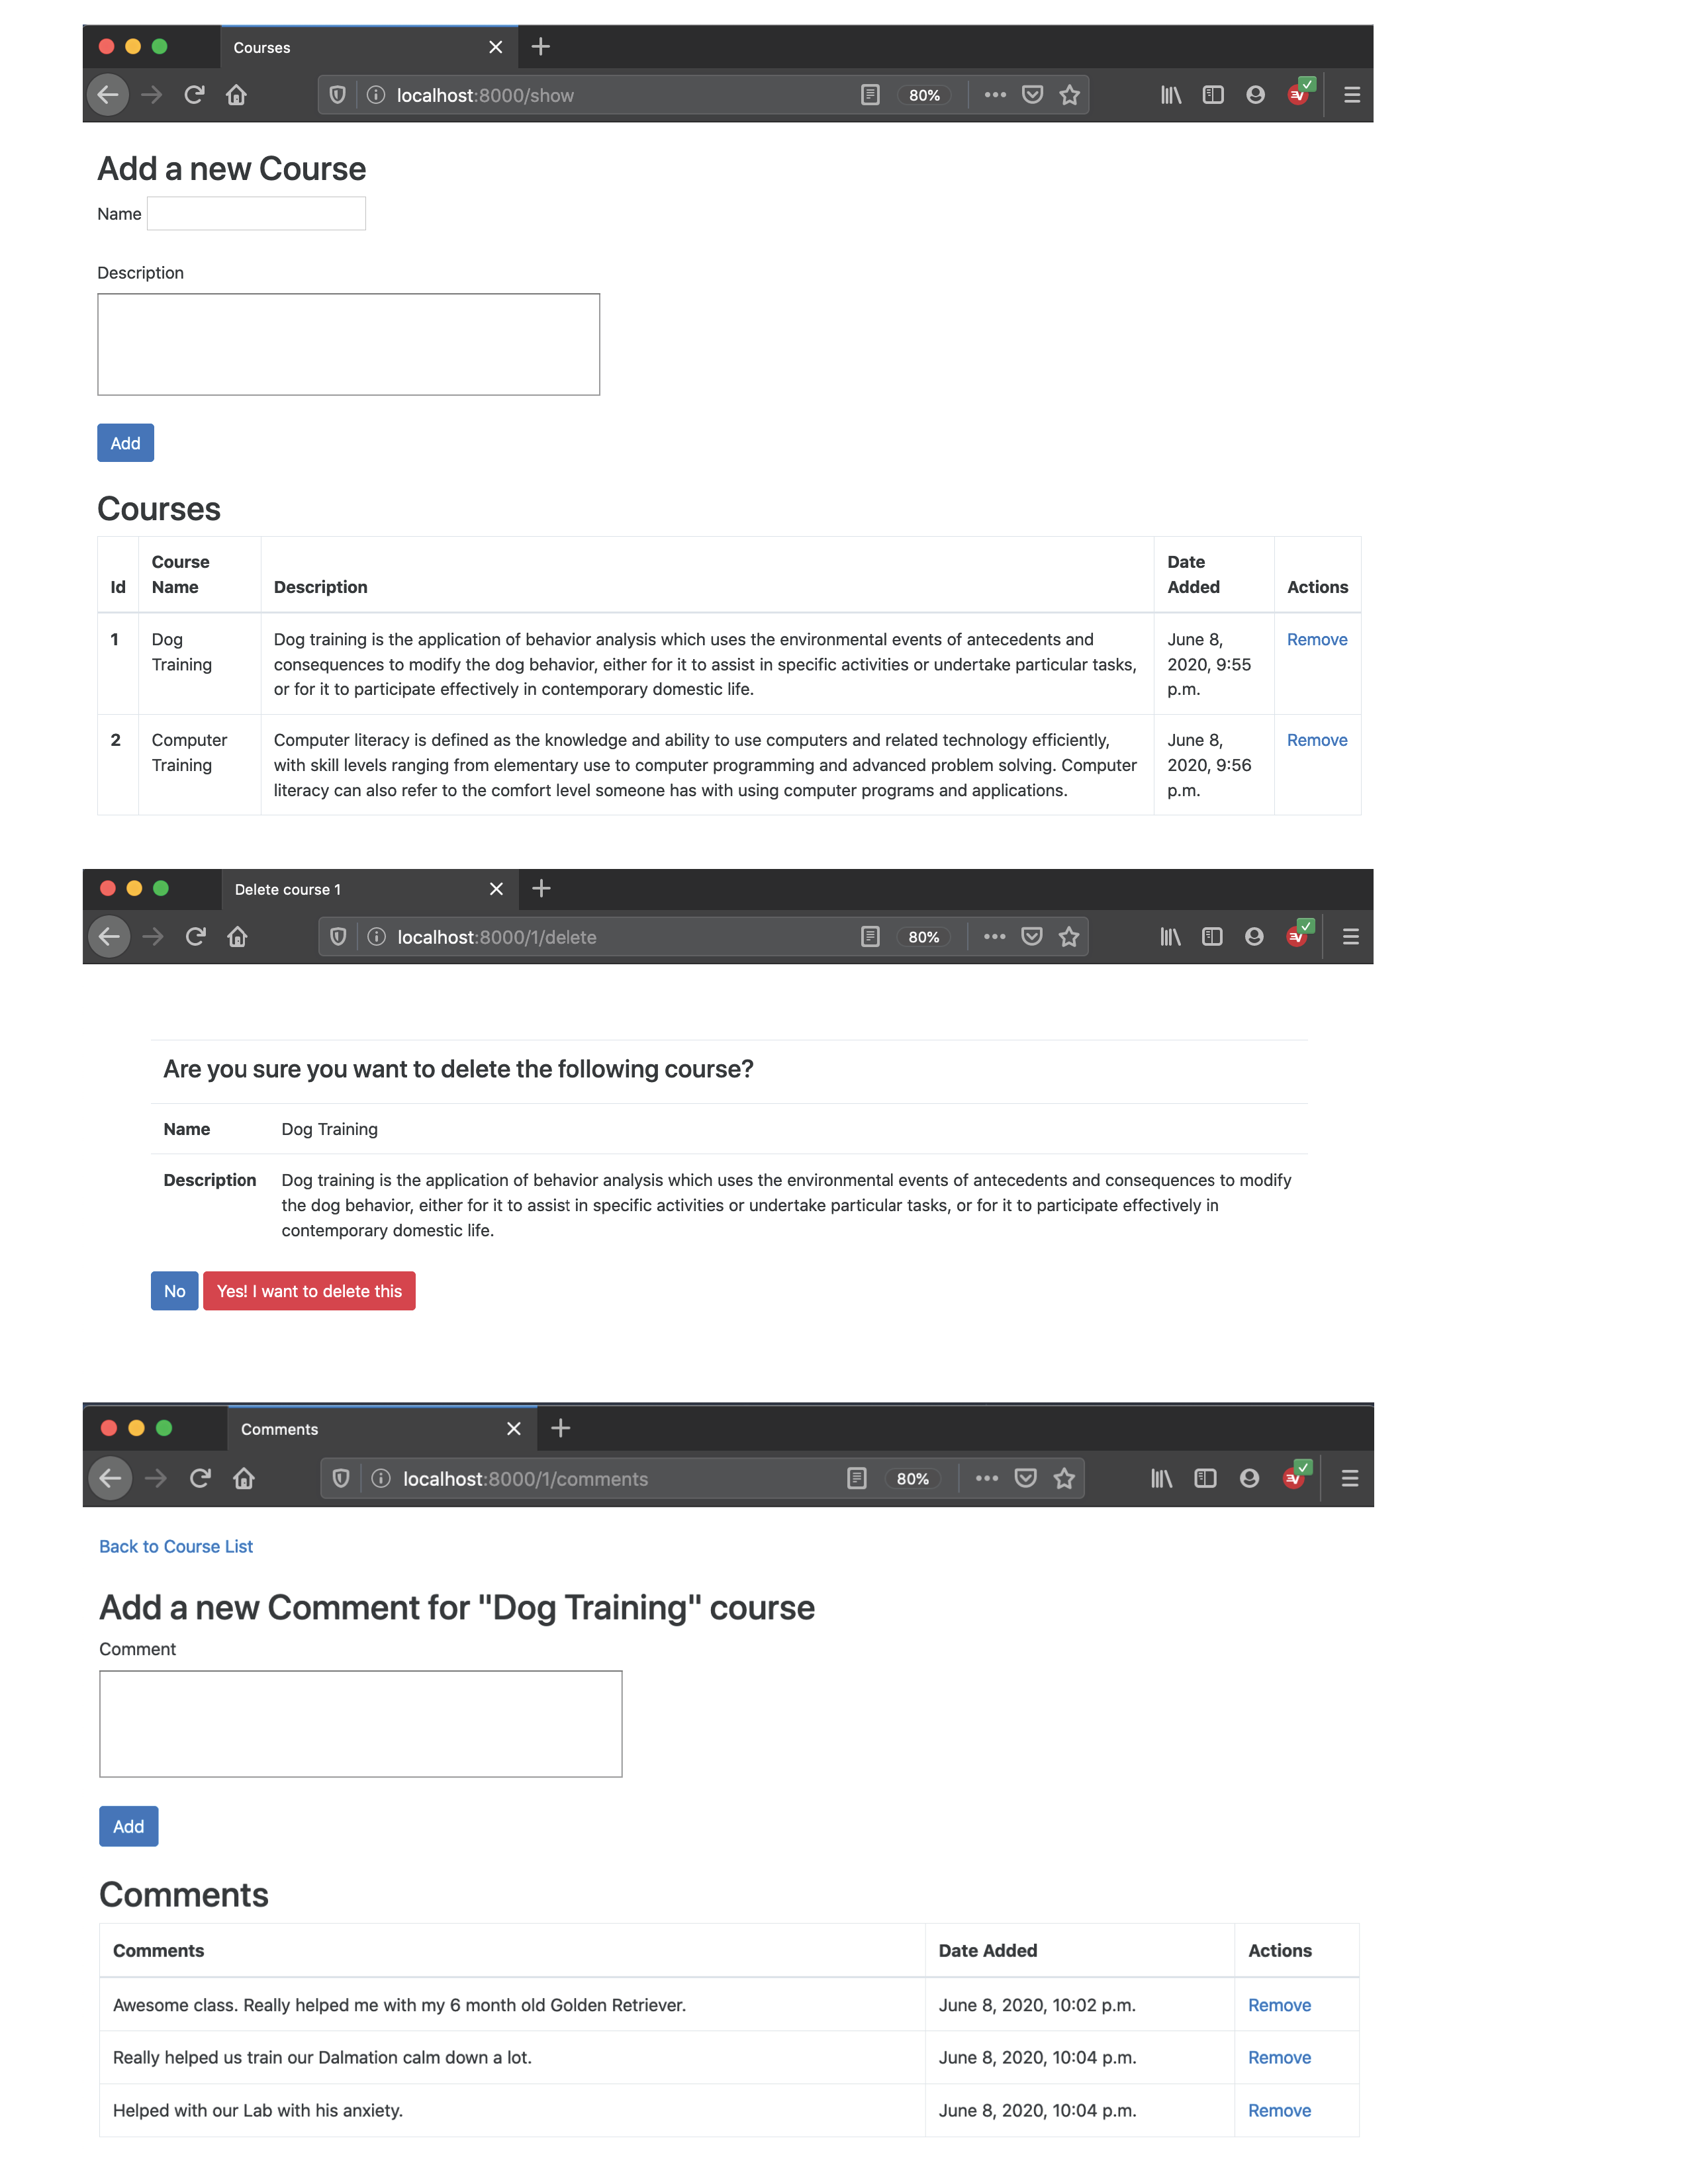 Courses
localhost:8000/show
80%
Add a new Course
Name
Description
Add
Courses
Id
Course
Name
Description
Date
Added
Actions
1
Dog
Training
Dog training is the application of behavior analysis which uses the environmental events of antecedents and
consequences to modify the dog behavior, either for it to assist in specific activities or undertake particular tasks,
or for it to participate effectively in contemporary domestic life.
June 8,
2020, 9:55
p.m.
Remove
2
Computer
Training
Computer literacy is defined as the knowledge and ability to use computers and related technology efficiently,
with skill levels ranging from elementary use to computer programming and advanced problem solving. Computer
literacy can also refer to the comfort level someone has with using computer programs and applications.
June 8,
2020, 9:56
p.m.
Remove
Delete course 1
localhost:8000/1/delete
80%
Are you sure you want to delete the following course?
Name Dog Training
Description
Dog training is the application of behavior analysis which uses the environmental events of antecedents and consequences to modify
the dog behavior, either for it to assist in specific activities or undertake particular tasks, or for it to participate effectively in
contemporary domestic life.
No Yes! I want to delete this
Comments
localhost:8000/1/comments
80%
Back to Course List
Add a new Comment for "Dog Training" course
Comment
Add
Comments
Comments Date Added Actions
Awesome class. Really helped me with my 6 month old Golden Retriever. June 8, 2020, 10:02 p.m. Remove
Really helped us train our Dalmation calm down a lot. June 8, 2020, 10:04 p.m. Remove
Helped with our Lab with his anxiety. June 8, 2020, 10:04 p.m. Remove